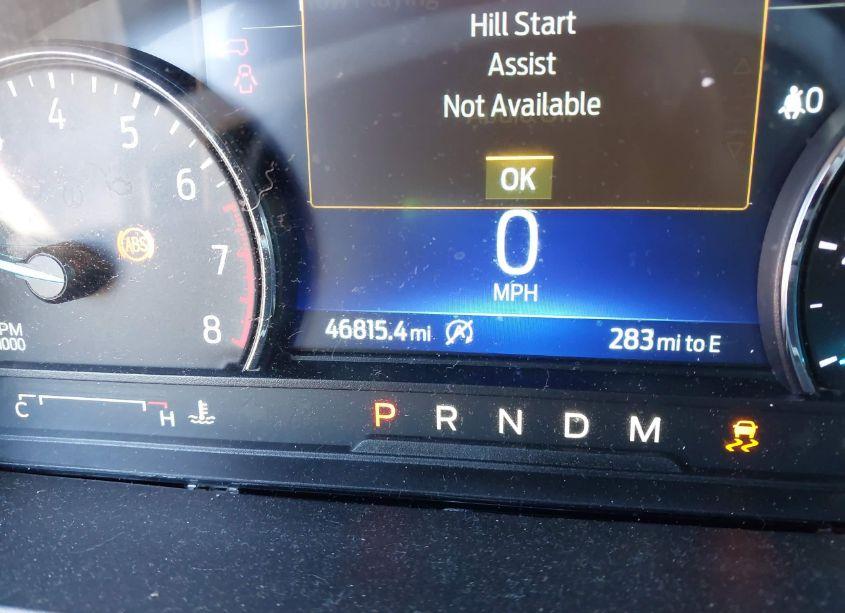 Hill Start
Assist
Not Available
OK
4
5
6
7
8
ABS
0
MPH
46815.4 mi
283 mi to E
C
H
P R N D M